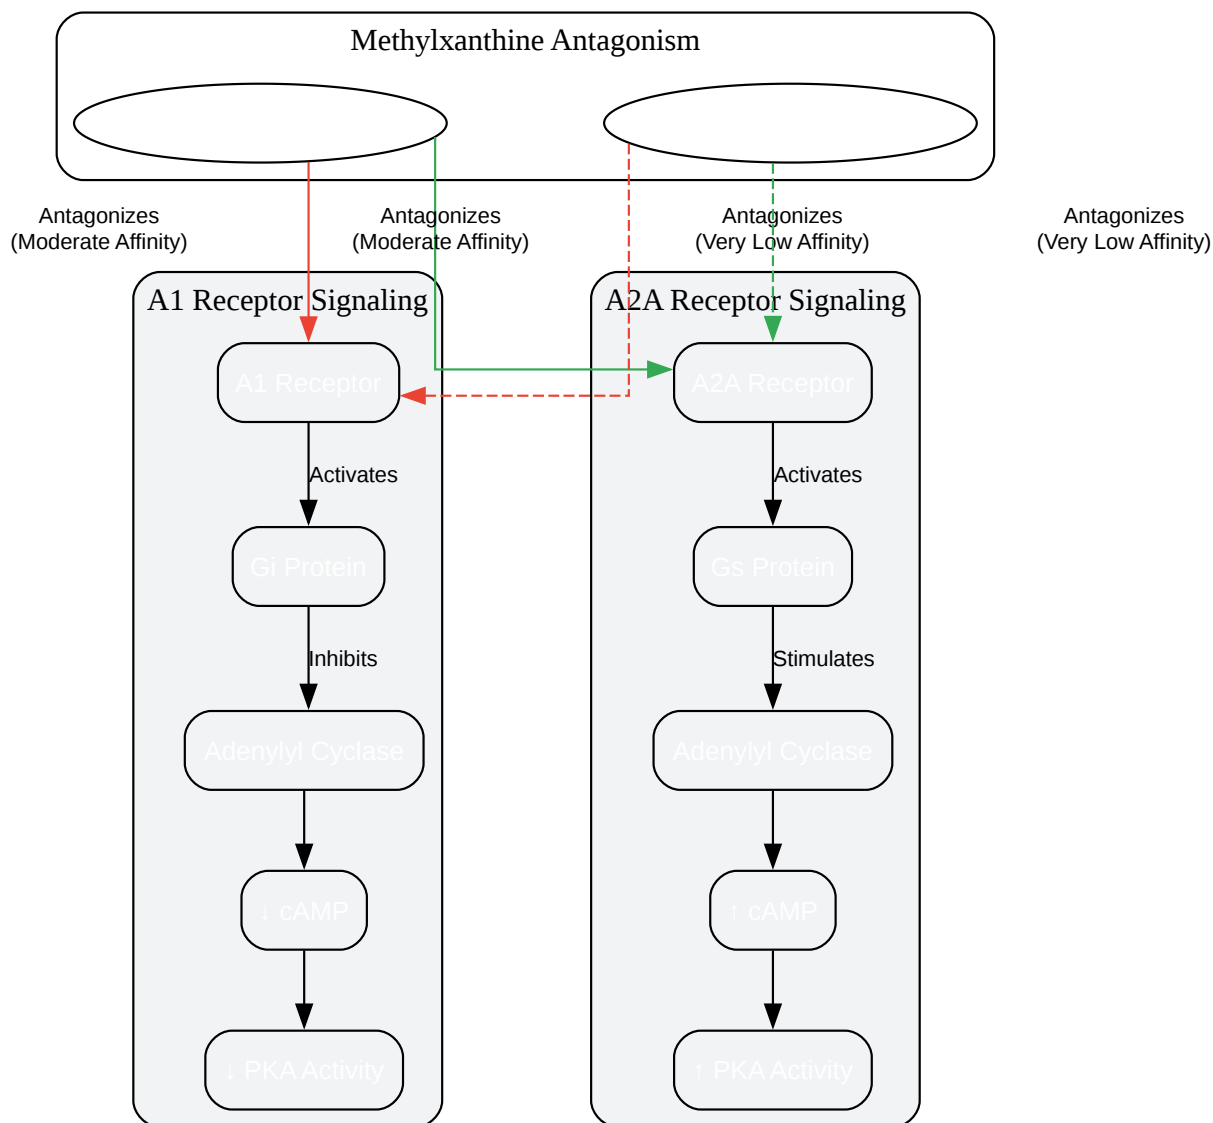 Methylxanthine Antagonism
Antagonizes
(Moderate Affinity)
Antagonizes
(Moderate Affinity)
Antagonizes
(Very Low Affinity)
Antagonizes
(Very Low Affinity)
A1 Receptor Signaling
A2A Receptor Signaling
A1 Receptor
A2A Receptor
Activates
Activates
Gi Protein
Gs Protein
Inhibits
Stimulates
Adenylyl Cyclase
Adenylyl Cyclase
↓ cAMP
↑ cAMP
↓ PKA Activity
↑ PKA Activity